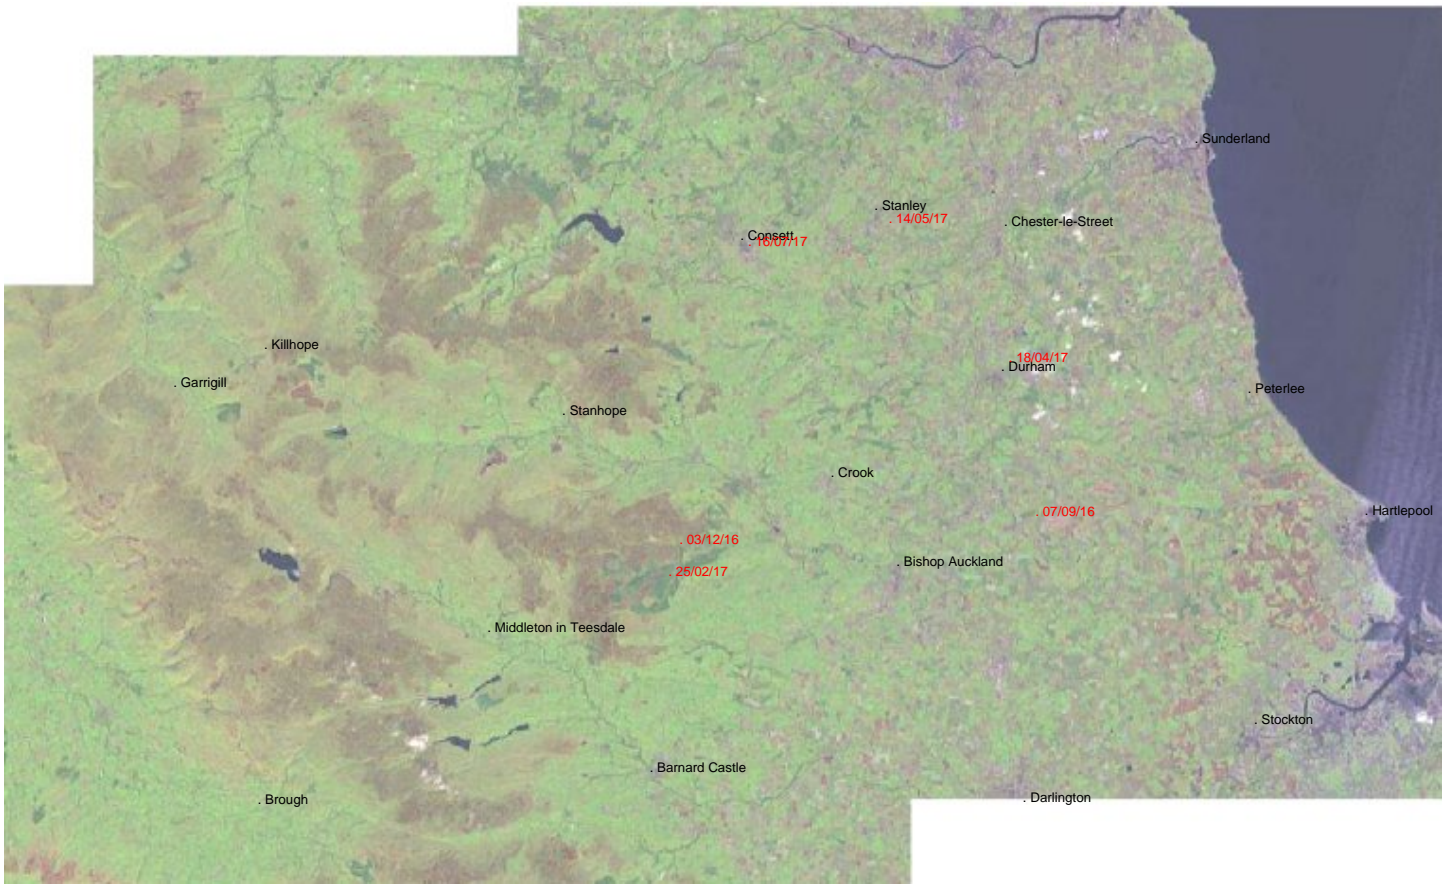 . Sunderland
. Stanley
. 14/05/17
. Chester-le-Street
. Consett
. 16/07/17
. Killhope
18/04/17
. Durham
. Garrigill
. Peterlee
. Stanhope
. Crook
. 07/09/16
. Hartlepool
. 03/12/16
. Bishop Auckland
. 25/02/17
. Middleton in Teesdale
. Stockton
. Barnard Castle
. Brough
. Darlington